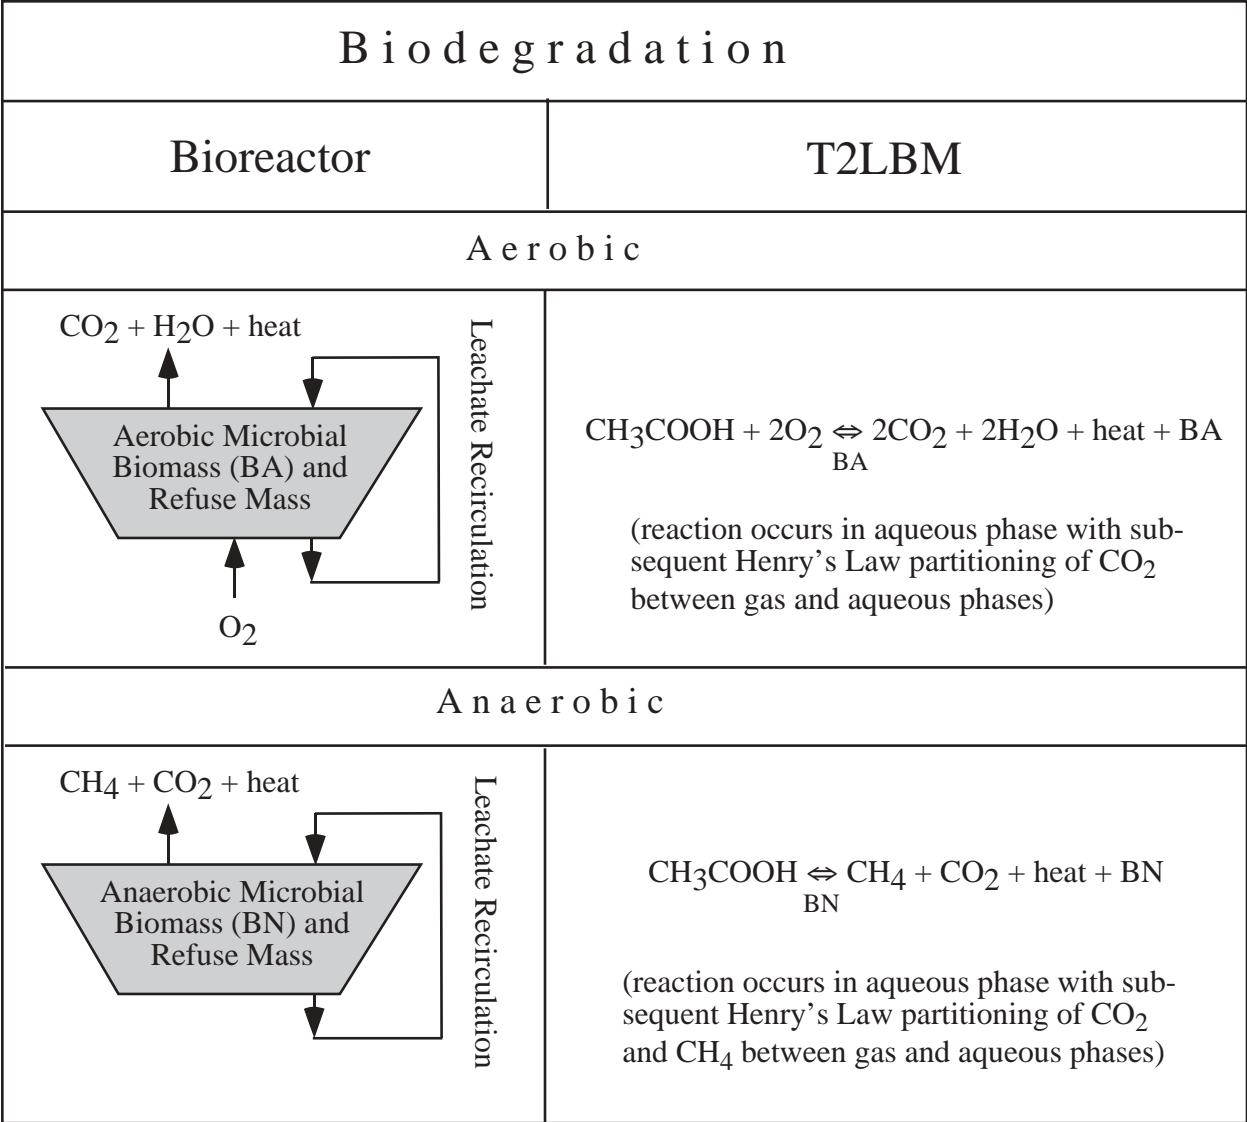 Biodegradation
Bioreactor
T2LBM
Aerobic
CO2 + H2O + heat
Aerobic Microbial
Biomass (BA) and
Refuse Mass
O2
Leachate Recirculation
CH3COOH + 2O2 ⇔ 2CO2 + 2H2O + heat + BA
BA
(reaction occurs in aqueous phase with sub-
sequent Henry's Law partitioning of CO2
between gas and aqueous phases)
Anaerobic
CH4 + CO2 + heat
Anaerobic Microbial
Biomass (BN) and
Refuse Mass
Leachate Recirculation
CH3COOH ⇔ CH4 + CO2 + heat + BN
BN
(reaction occurs in aqueous phase with sub-
sequent Henry's Law partitioning of CO2
and CH4 between gas and aqueous phases)